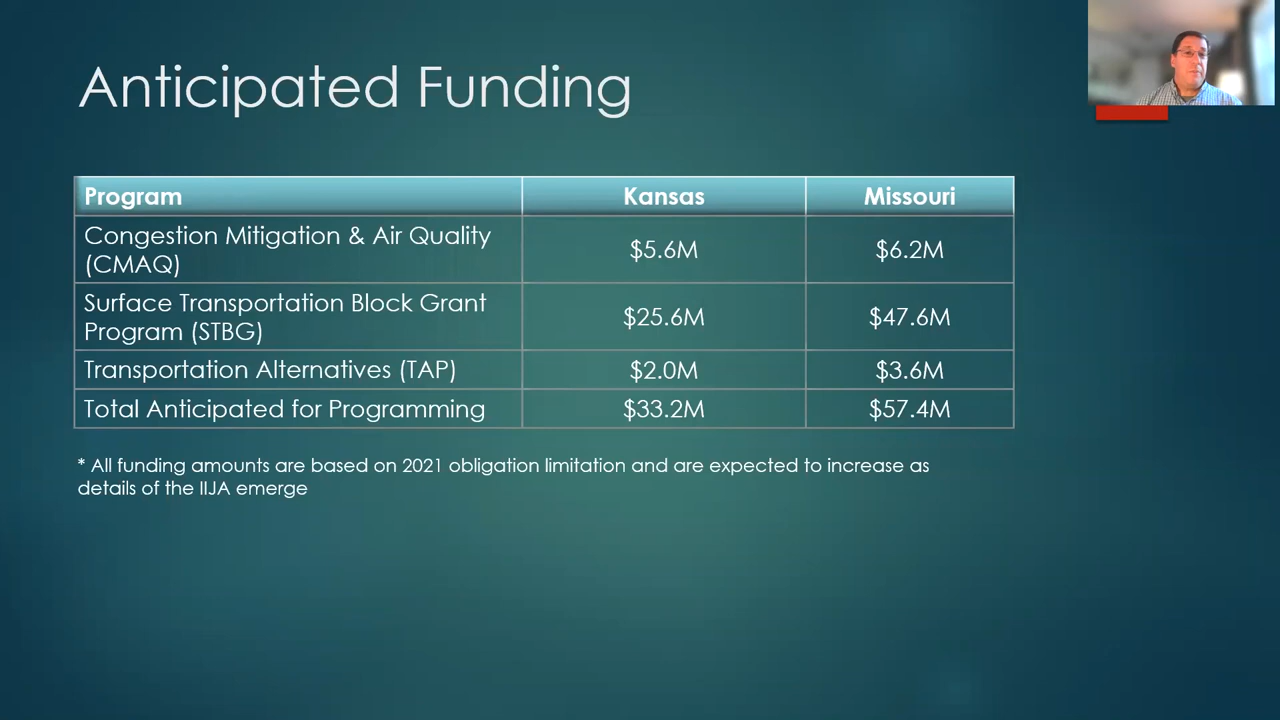 Anticipated Funding
Program Kansas Missouri
Congestion Mitigation & Air Quality
(CMAQ) $5.6M $6.2M
Surface Transportation Block Grant
Program (STBG) $25.6M $47.6M
Transportation Alternatives (TAP) $2.0M $3.6M
Total Anticipated for Programming $33.2M $57.4M
* All funding amounts are based on 2021 obligation limitation and are expected to increase as
details of the IIJA emerge